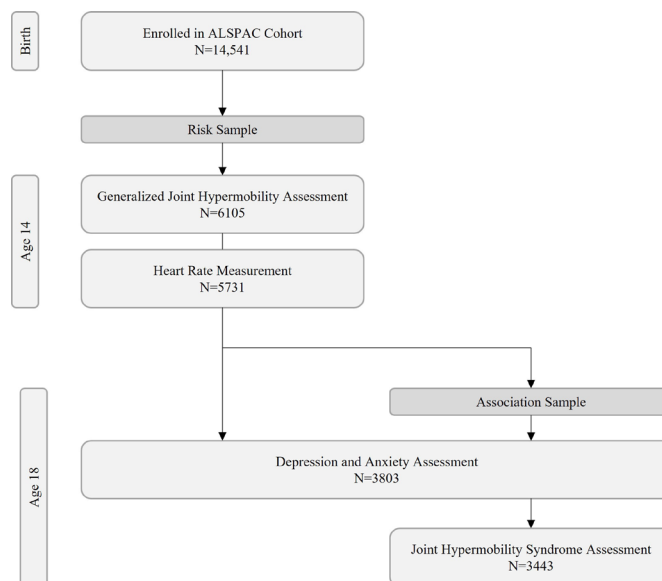 Birth
Enrolled in ALSPAC Cohort
N=14,541
Risk Sample
Age 14
Generalized Joint Hypermobility Assessment
N=6105
Heart Rate Measurement
N=5731
Age 18
Association Sample
Depression and Anxiety Assessment
N=3803
Joint Hypermobility Syndrome Assessment
N=3443